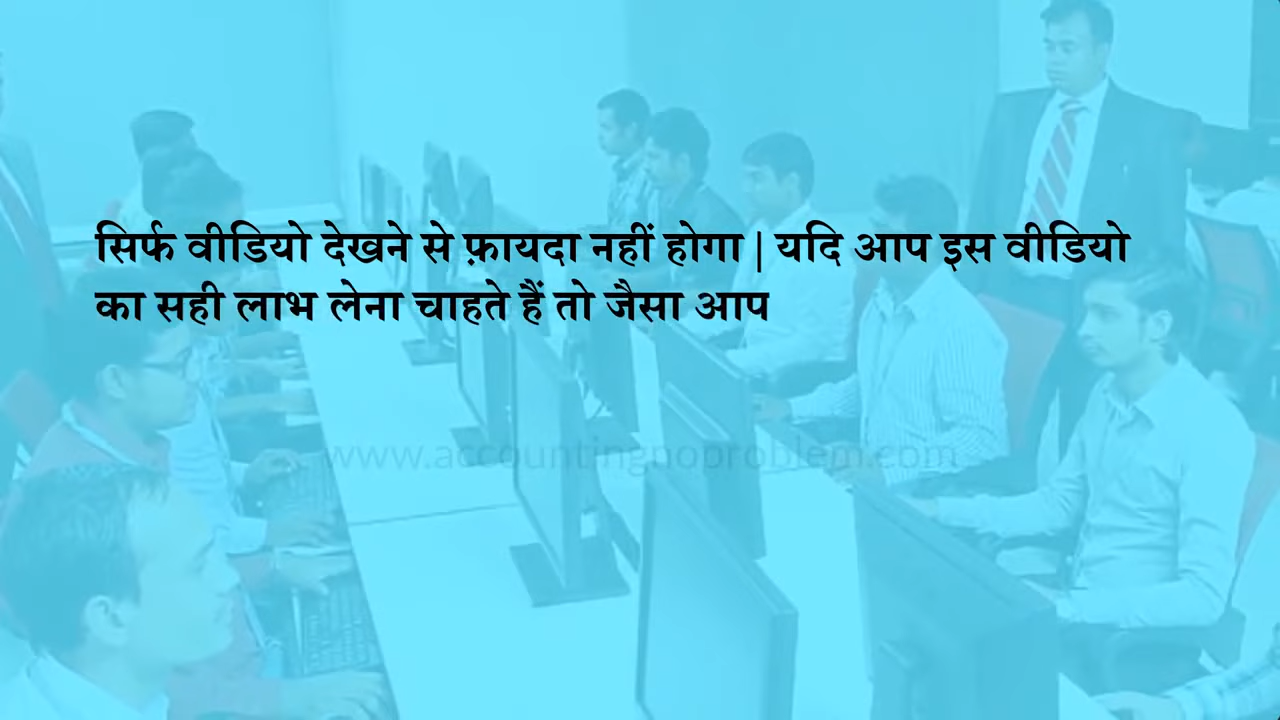 सिर्फ वीडियो देखने से फ़ायदा नहीं होगा | यदि आप इस वीडियो
का सही लाभ लेना चाहते हैं तो जैसा आप
www.accountingnoproblem.com